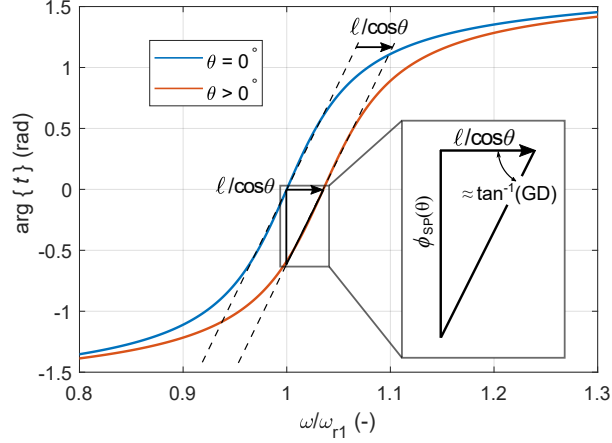 1.5
1
0.5
0
-0.5
-1
-1.5
arg { t } (rad)
θ = 0°
θ > 0°
ℓ/cosθ
ℓ/cosθ
ℓ/cosθ
≈ tan⁻¹(GD)
ϕSP(θ)
0.8 0.9 1 1.1 1.2 1.3
ω/ωr1 (-)